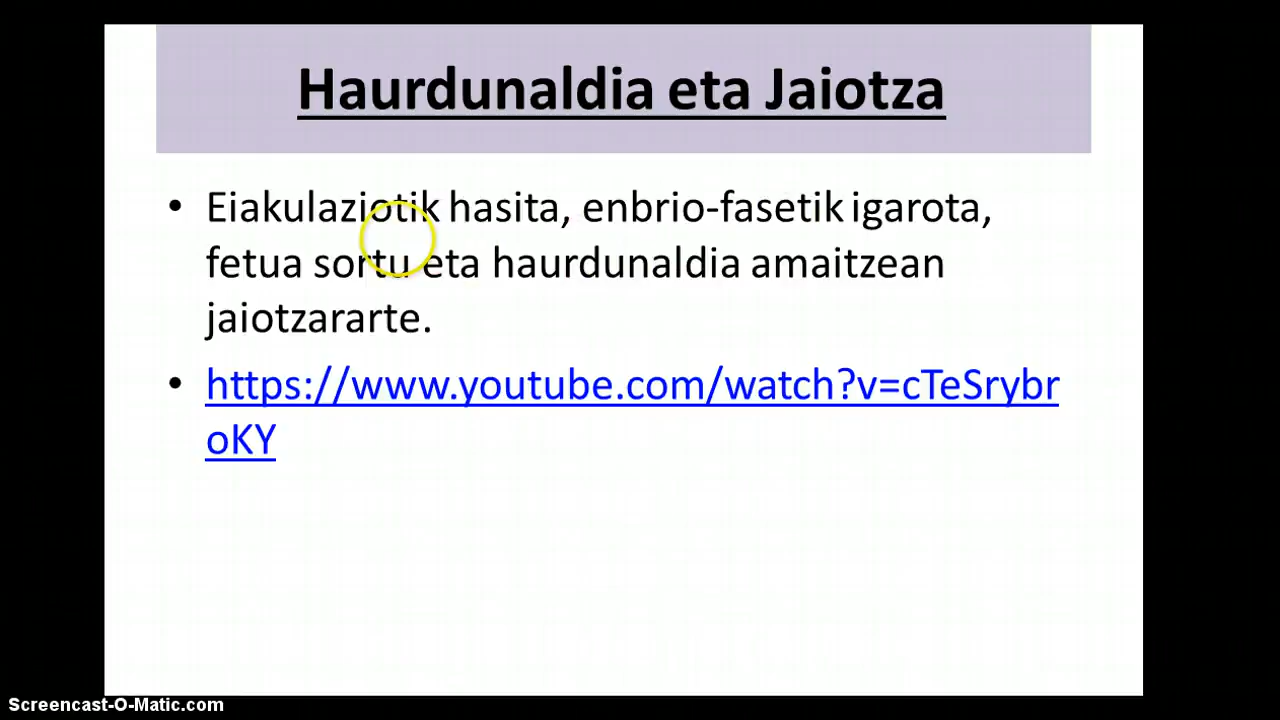 Haurdunaldia eta Jaiotza
• Eiakulaziotik hasita, enbrio-fasetik igarota,
fetua sortu eta haurdunaldia amaitzean
jaiotzararte.
• https://www.youtube.com/watch?v=cTeSrybr
oKY
Screencast-O-Matic.com